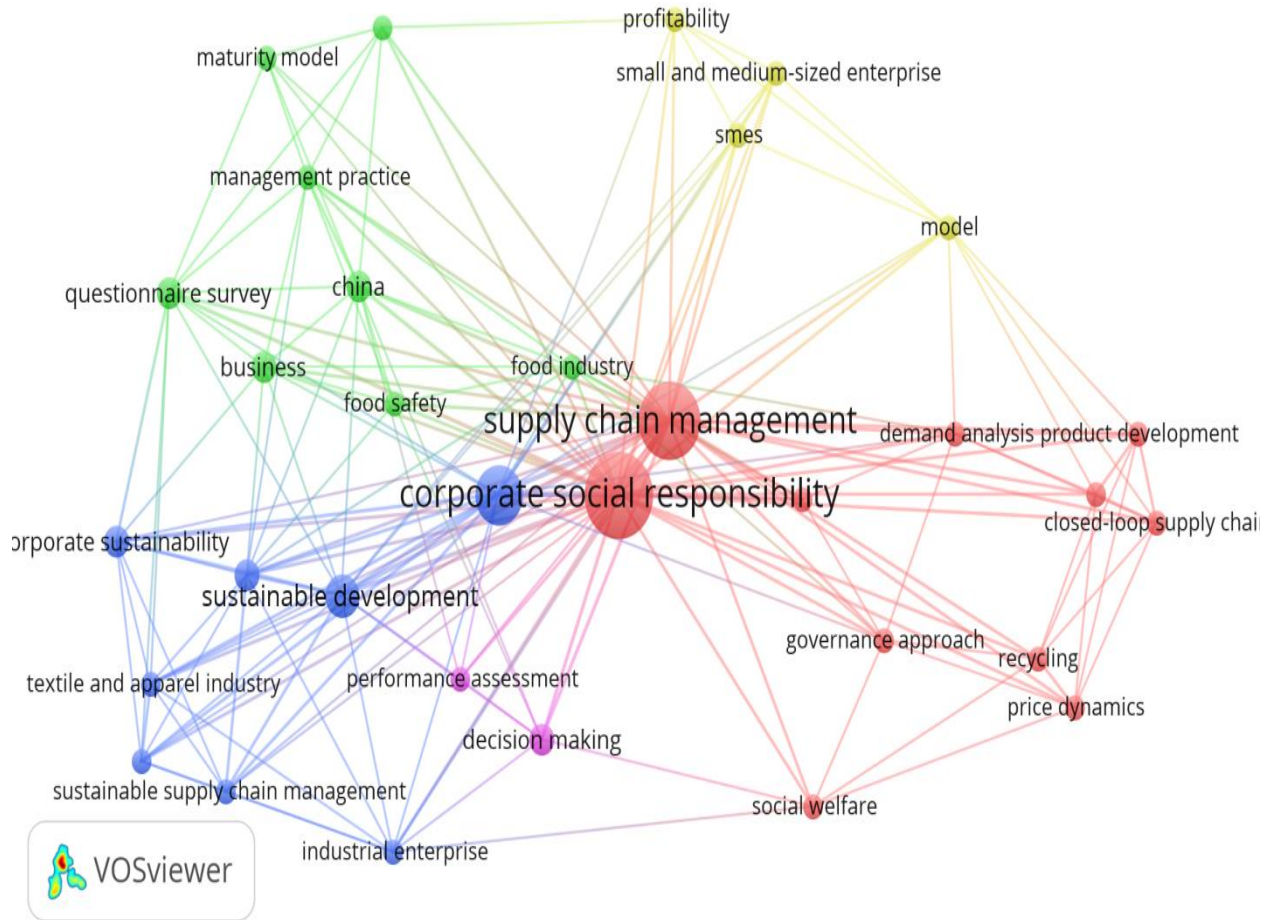 profitability
maturity model
small and medium-sized enterprise
smes
management practice
model
questionnaire survey
china
business
food industry
food safety
supply chain management
demand analysis
product development
corporate social responsibility
closed-loop supply chain
orporate sustainability
sustainable development
governance approach
recycling
textile and apparel industry
performance assessment
price dynamics
decision making
sustainable supply chain management
social welfare
industrial enterprise
VOSviewer